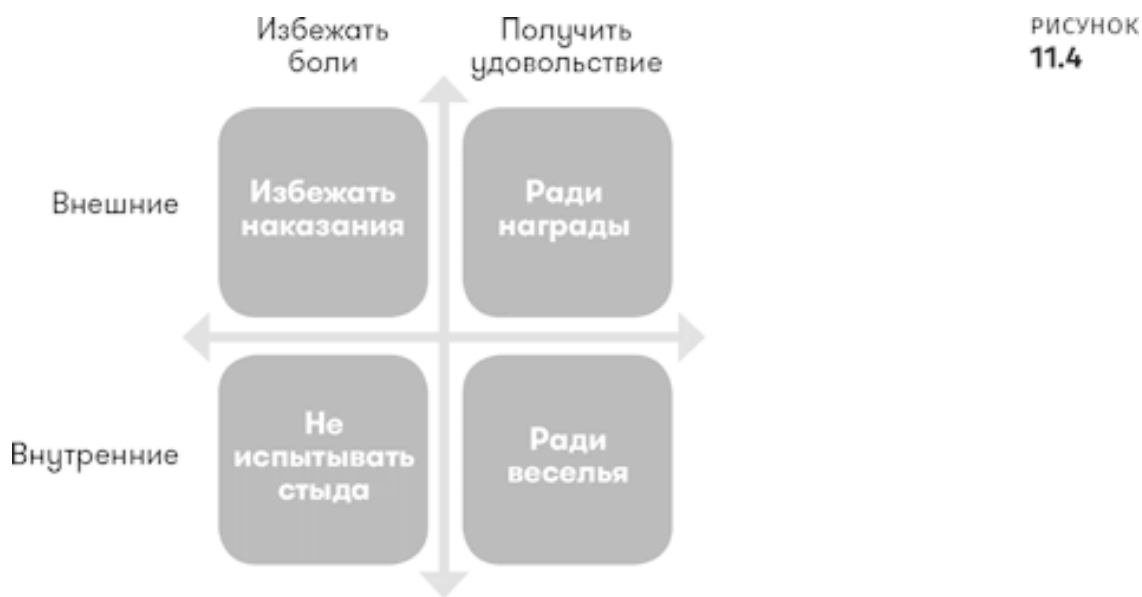 Избежать
боли
Получить
удовольствие
РИСУНОК
11.4
Внешние
Избежать
наказания
Ради
награды
Внутренние
Не
испытывать
стыда
Ради
веселья